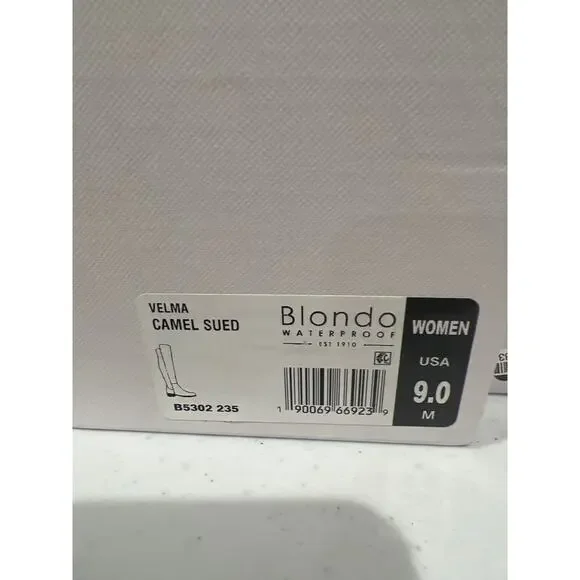 VELMA
CAMEL SUED
B5302 235
Blondo
WATERPROOF
EST 1910
1 90069 66923 9
WOMEN
USA
9.0
M